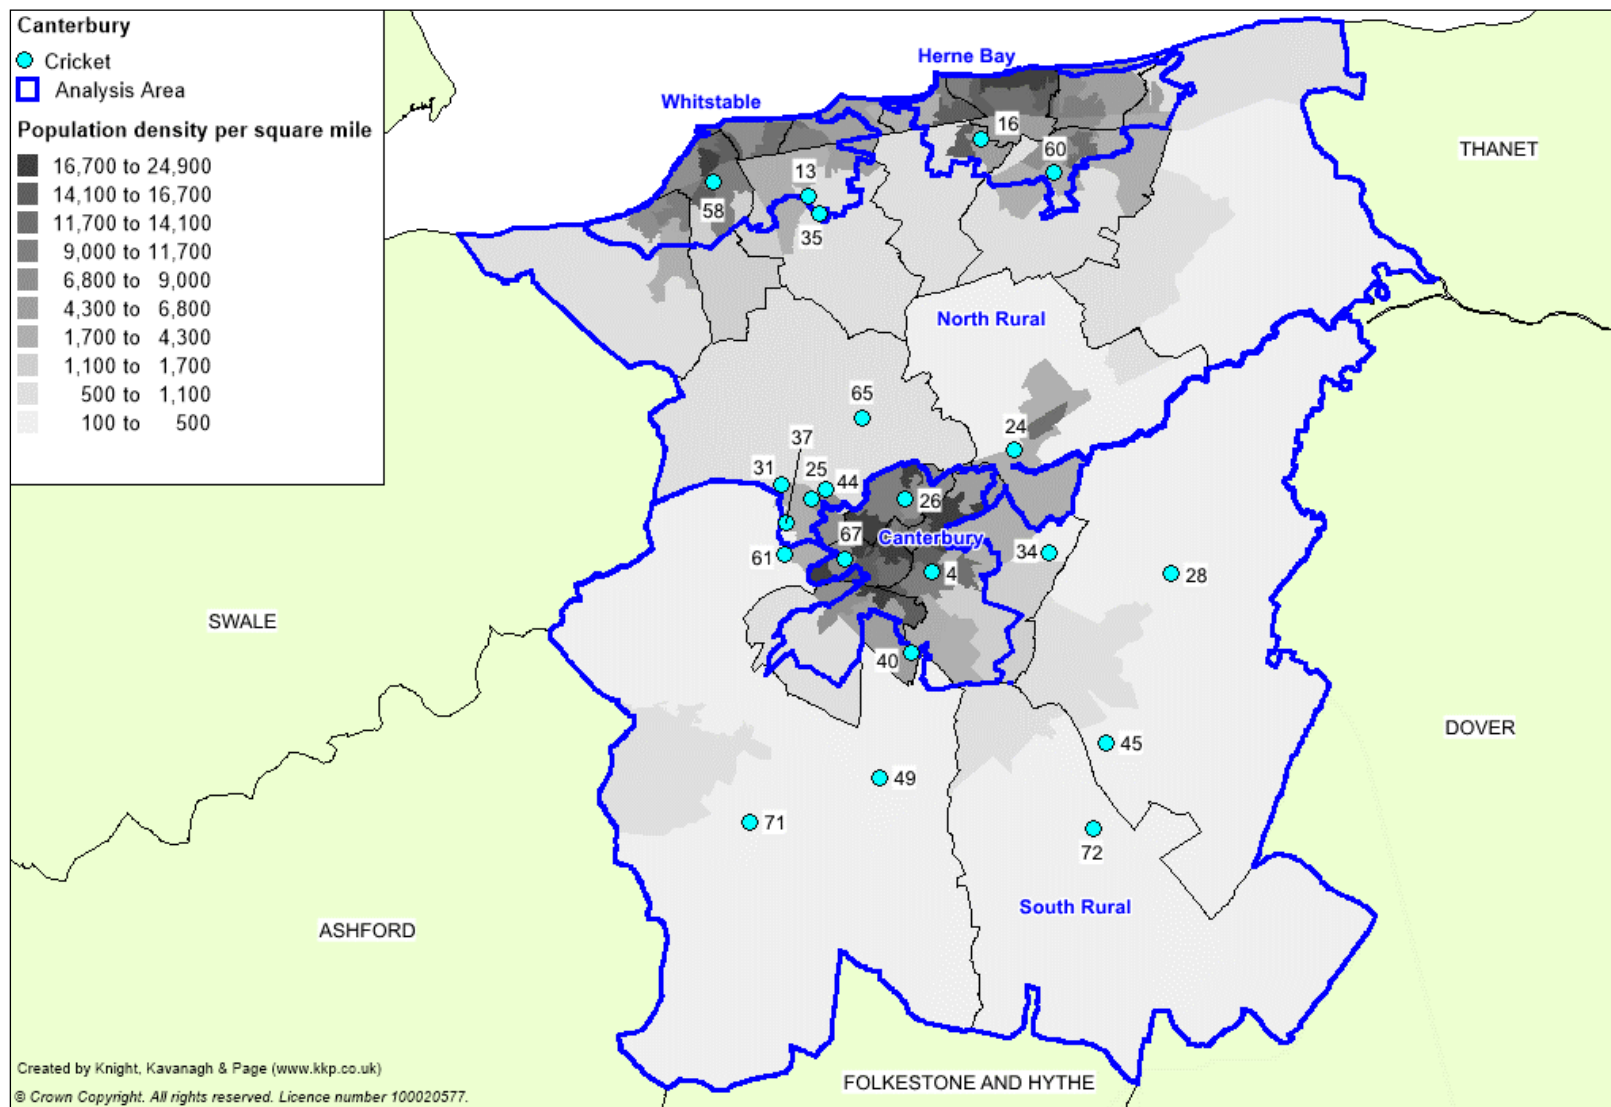 Canterbury
Cricket
Analysis Area
Population density per square mile
16,700 to 24,900
14,100 to 16,700
11,700 to 14,100
9,000 to 11,700
6,800 to 9,000
4,300 to 6,800
1,700 to 4,300
1,100 to 1,700
500 to 1,100
100 to 500
Herne Bay
Whitstable
16
THANET
60
13
58
35
North Rural
65
24
37
31
25
44
26
67
Canterbury
61
34
4
28
SWALE
40
DOVER
45
49
71
72
South Rural
ASHFORD
Created by Knight, Kavanagh & Page (www.kkp.co.uk)
FOLKESTONE AND HYTHE
© Crown Copyright. All rights reserved. Licence number 100020577.